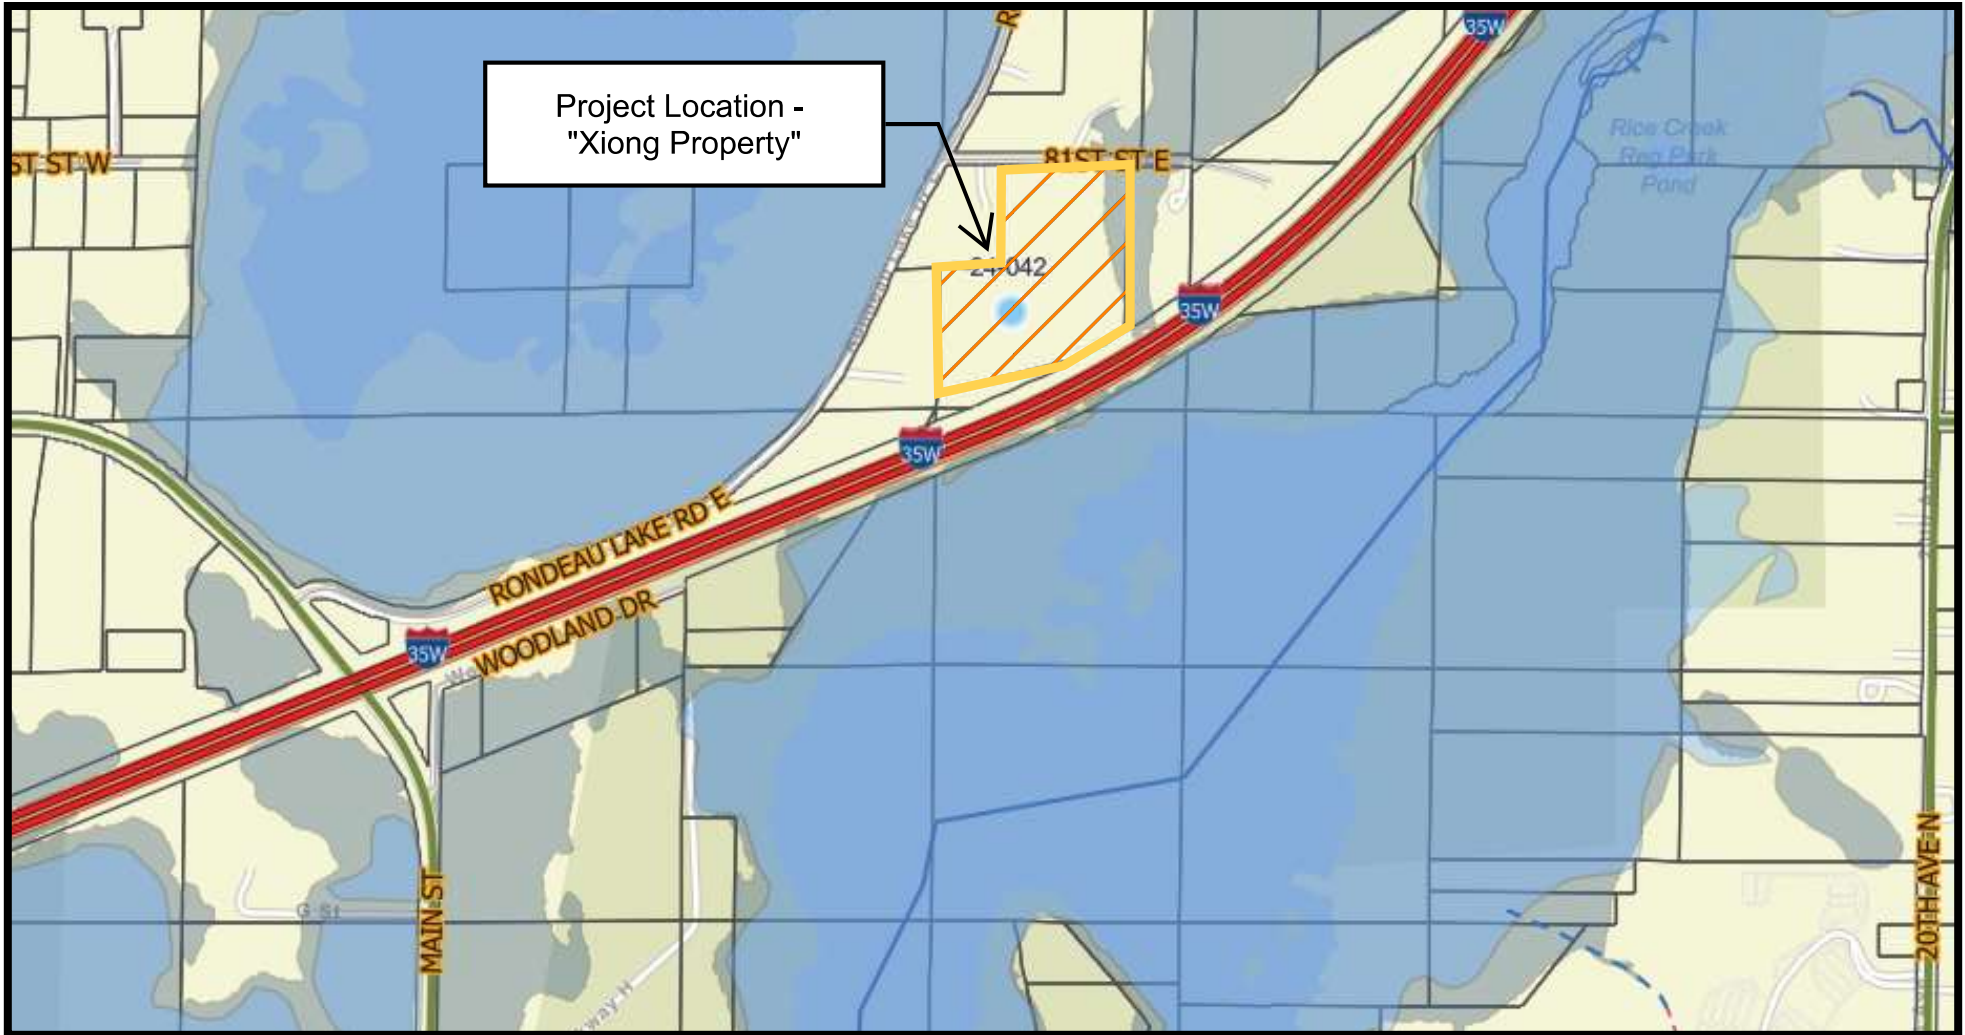 35W
Project Location -
"Xiong Property"
Rice Creek
Reg Park
Pond
81ST ST E
ST ST W
24-042
35W
35W
RONDEAU LAKE RD E
WOODLAND DR
35W
G St
MAIN ST
20TH AVE N
way H